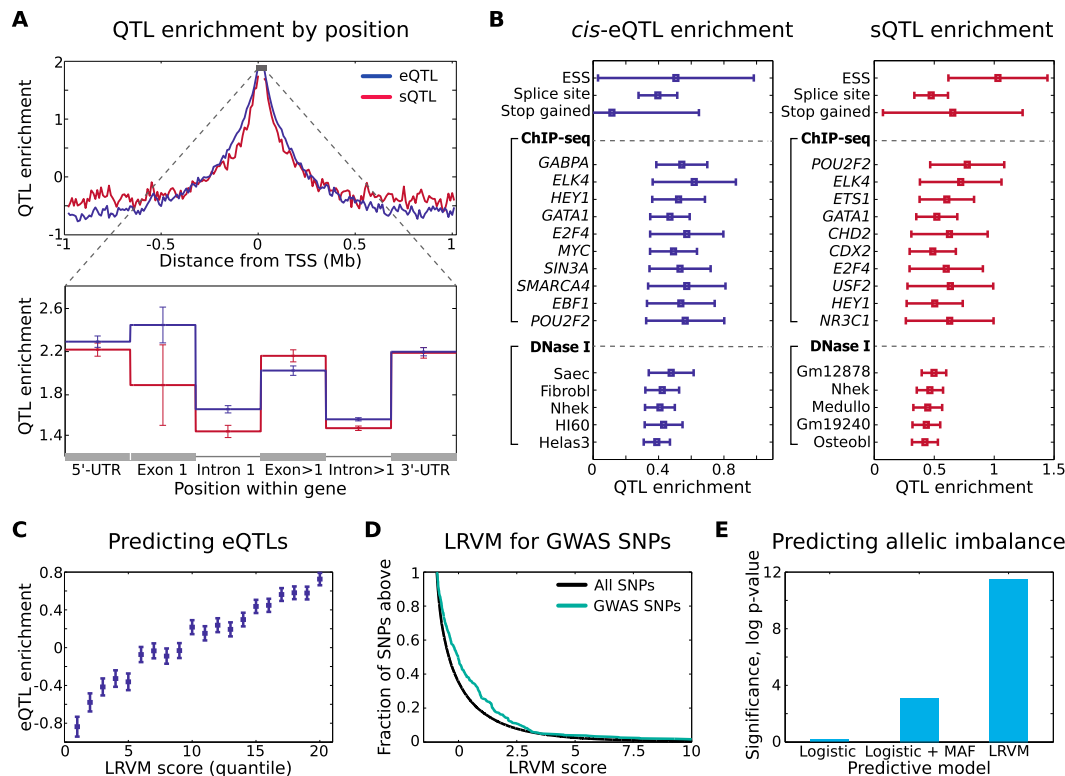 A
QTL enrichment by position
QTL enrichment
2
1
0
-1
eQTL
sQTL
-1
-0.5
0
0.5
1
Distance from TSS (Mb)
QTL enrichment
2.6
2.2
1.8
1.4
5'-UTR
Exon 1
Intron 1
Exon>1
Intron>1
3'-UTR
Position within gene
B
cis-eQTL enrichment
ESS
Splice site
Stop gained
ChIP-seq
GABPA
ELK4
HEY1
GATA1
E2F4
MYC
SIN3A
SMARCA4
EBF1
POU2F2
DNase I
Saec
Fibrobl
Nhek
Hl60
Helas3
0
0.4
0.8
QTL enrichment
sQTL enrichment
ESS
Splice site
Stop gained
ChIP-seq
POU2F2
ELK4
ETS1
GATA1
CHD2
CDX2
E2F4
USF2
HEY1
NR3C1
DNase I
Gm12878
Nhek
Medullo
Gm19240
Osteobl
0
0.5
1
1.5
QTL enrichment
C
Predicting eQTLs
eQTL enrichment
0.8
0.4
0
-0.4
-0.8
0
5
10
15
20
LRVM score (quantile)
D
LRVM for GWAS SNPs
Fraction of SNPs above
1
0.8
0.6
0.4
0.2
0
All SNPs
GWAS SNPs
0
2.5
5
7.5
10
LRVM score
E
Predicting allelic imbalance
Significance, log p-value
12
8
4
0
Logistic
Logistic + MAF
LRVM
Predictive model